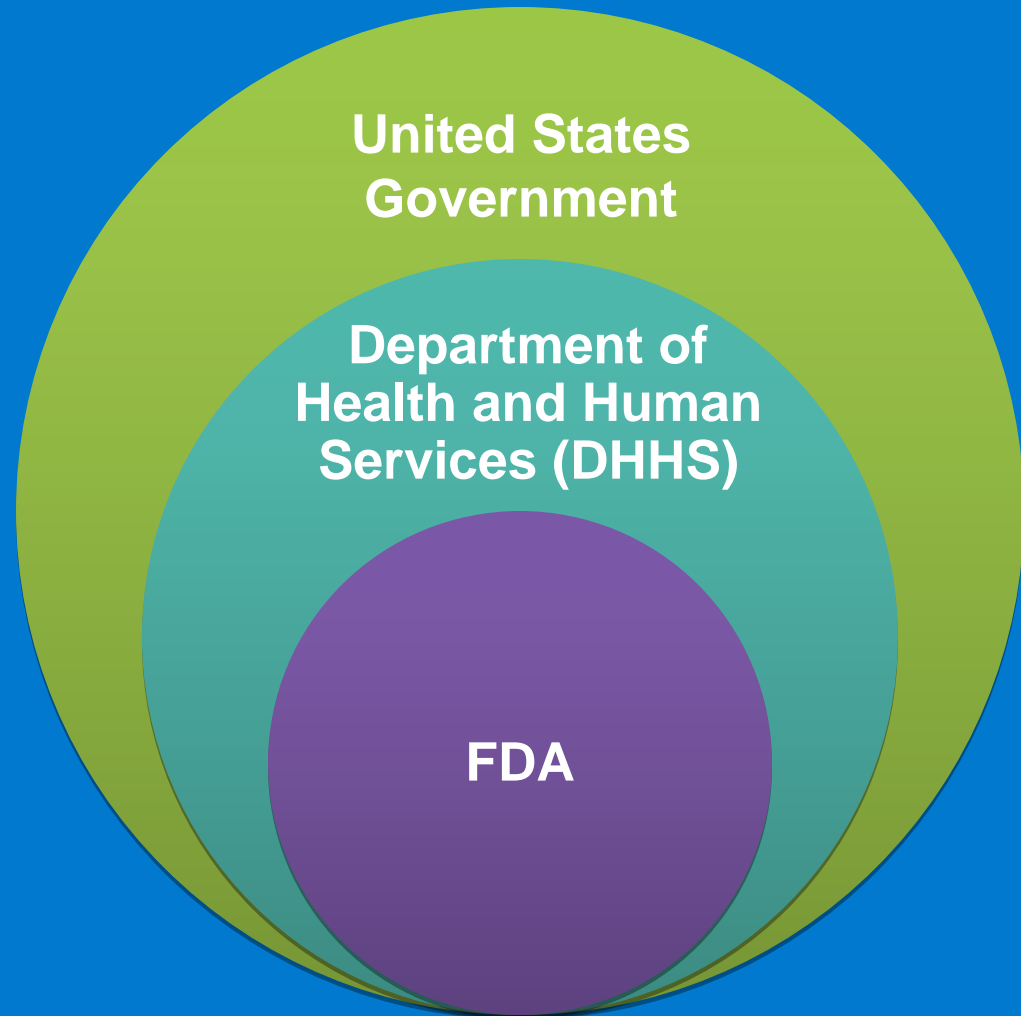 United States
Government
Department of
Health and Human
Services (DHHS)
FDA